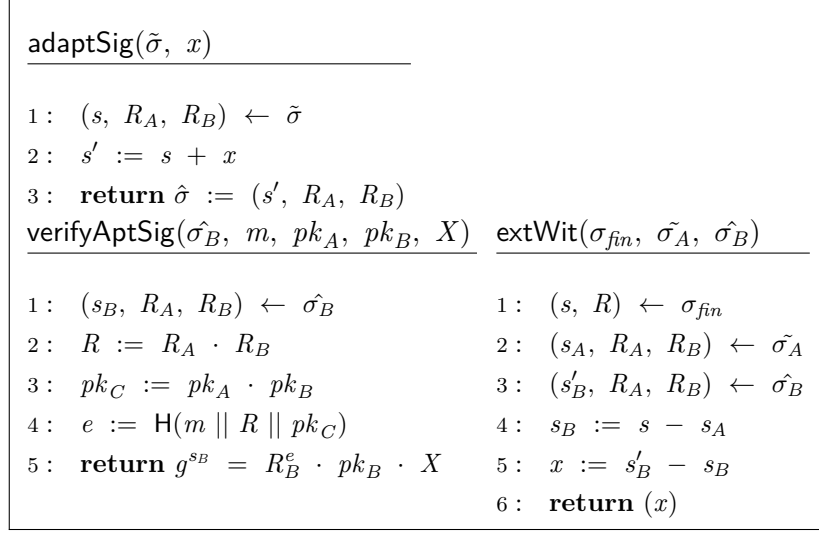 adaptSig(σ̃, x)
1 : (s, R_A, R_B) ← σ̃
2 : s′ := s + x
3 : return σ̂ := (s′, R_A, R_B)
verifyAptSig(σ̂_B, m, pk_A, pk_B, X)
1 : (s_B, R_A, R_B) ← σ̂_B
2 : R := R_A · R_B
3 : pk_C := pk_A · pk_B
4 : e := H(m || R || pk_C)
5 : return g^{s_B} = R_B^e · pk_B · X
extWit(σ_fin, σ̃_A, σ̂_B)
1 : (s, R) ← σ_fin
2 : (s_A, R_A, R_B) ← σ̃_A
3 : (s′_B, R_A, R_B) ← σ̂_B
4 : s_B := s − s_A
5 : x := s′_B − s_B
6 : return (x)